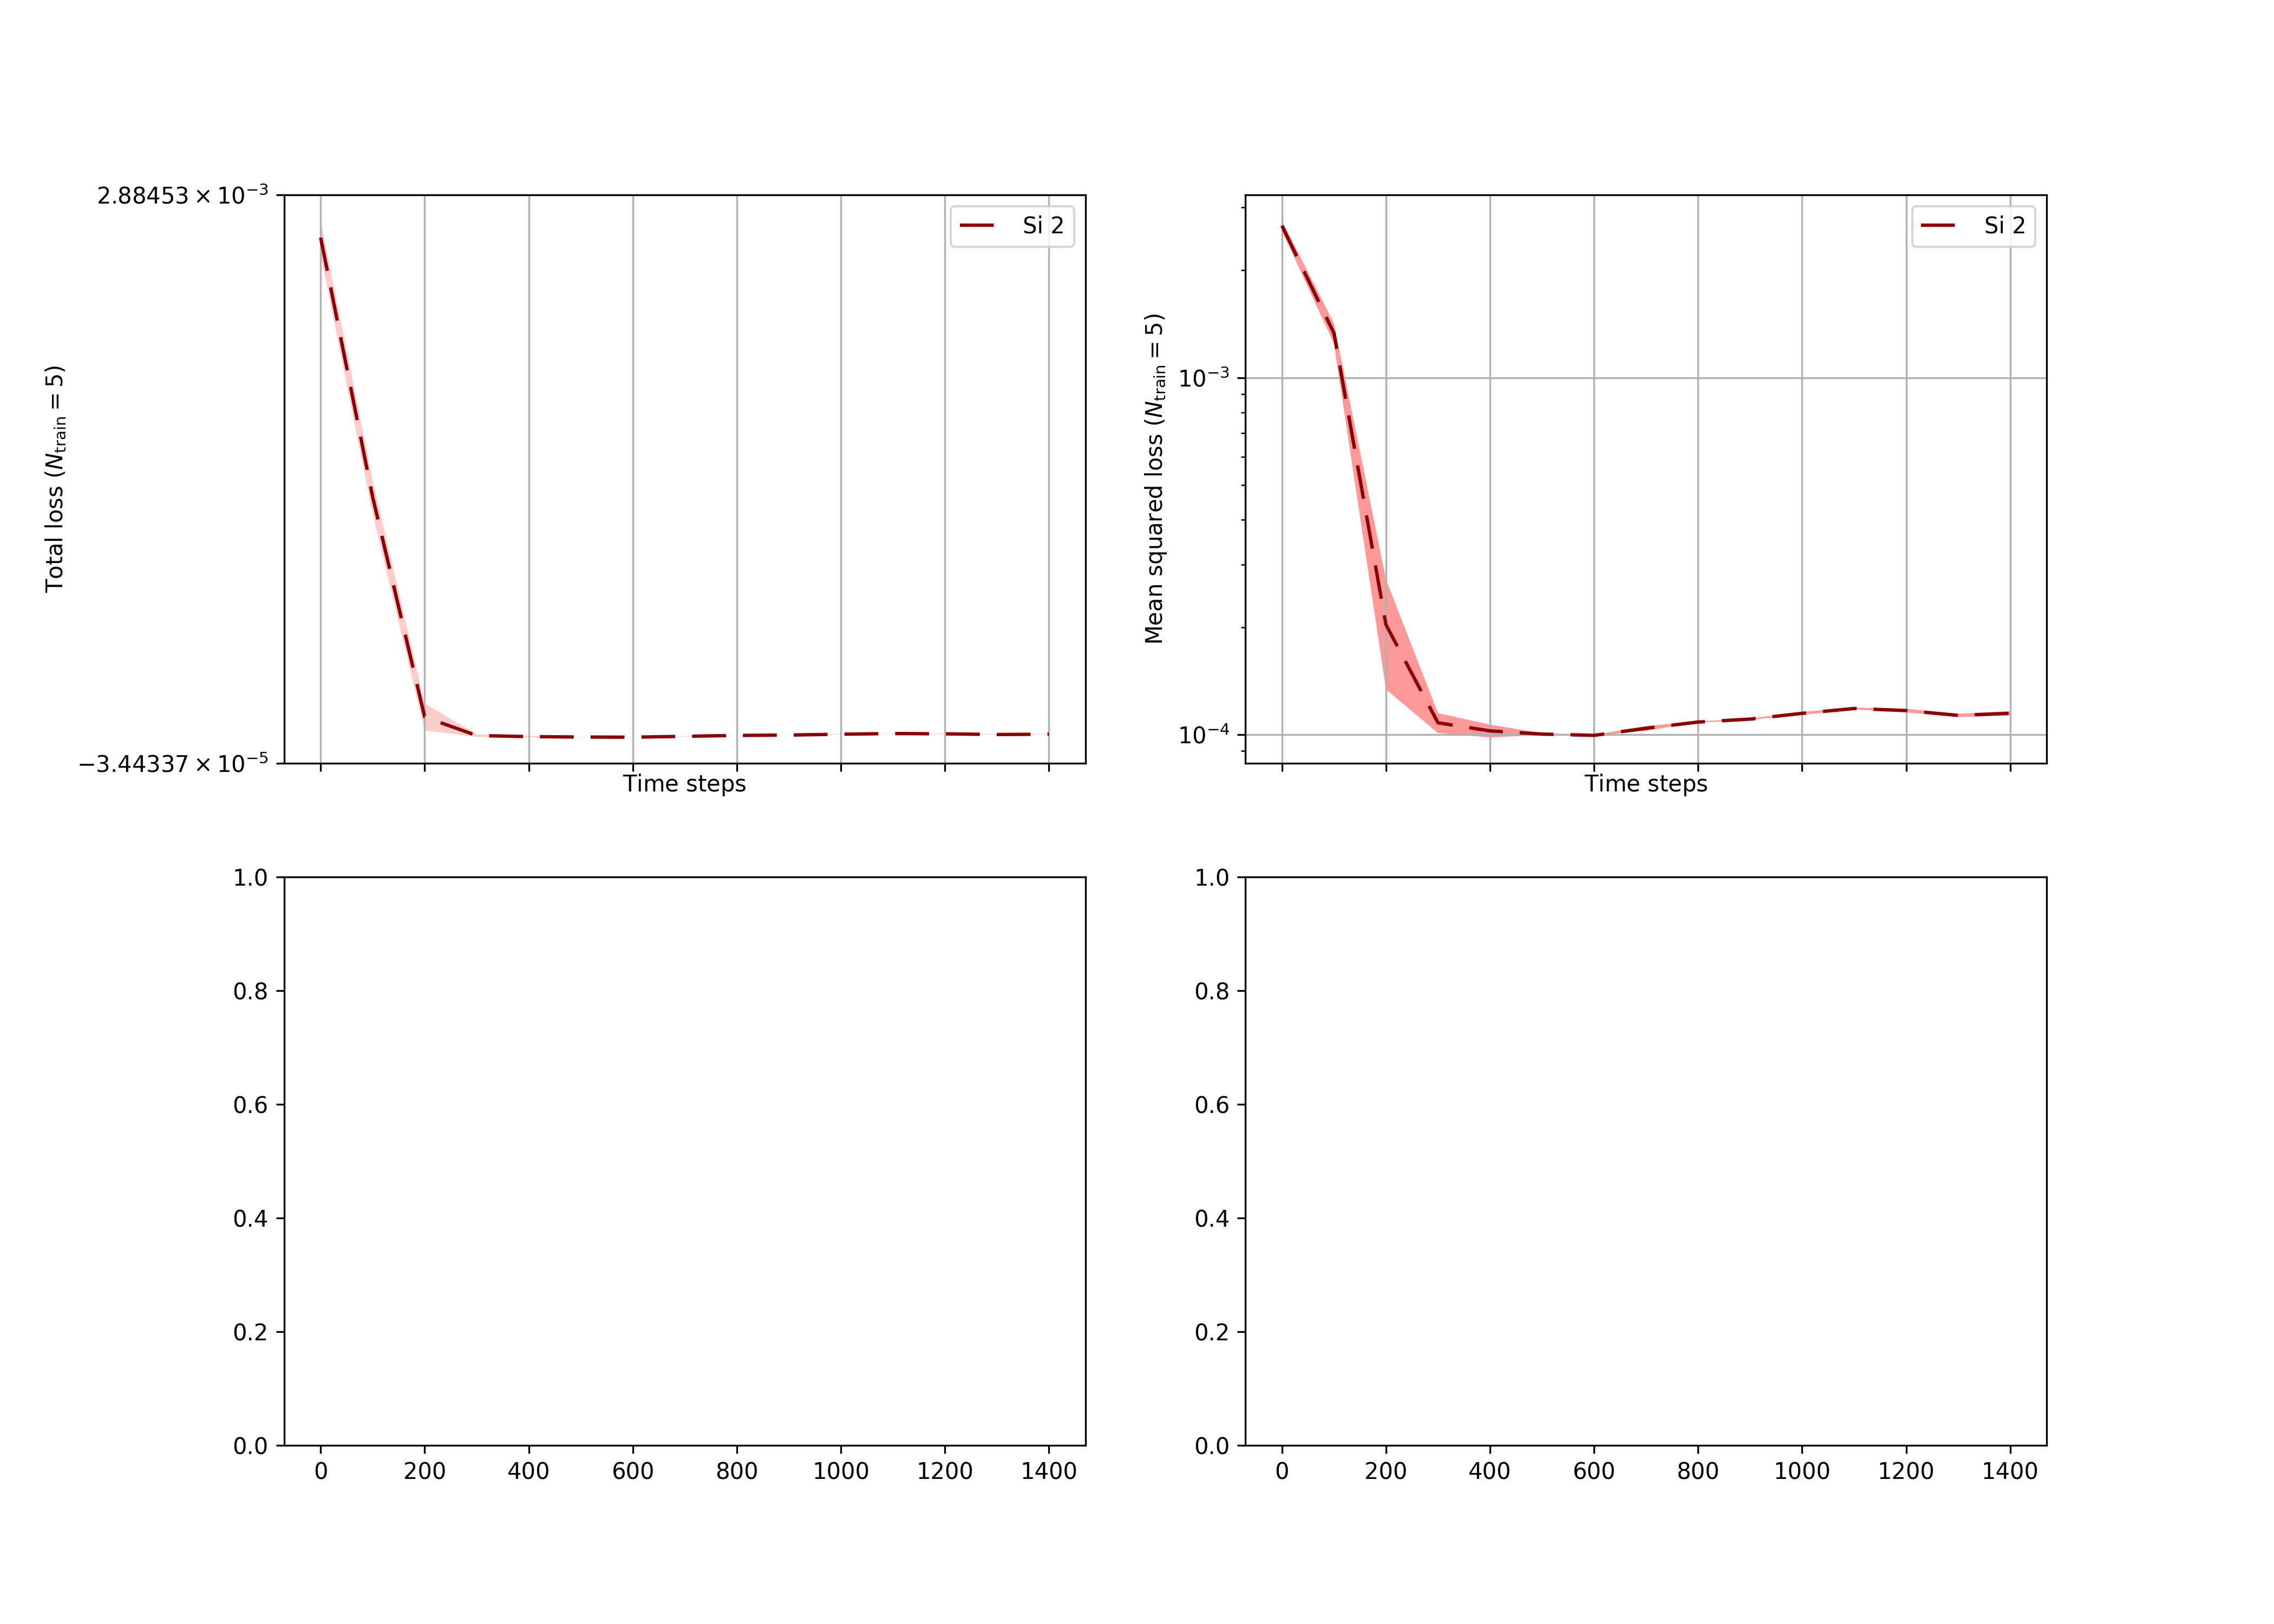 2.88453 × 10⁻³
−3.44337 × 10⁻⁵
Total loss (N_train = 5)
Si 2
Time steps
10⁻³
10⁻⁴
Mean squared loss (N_train = 5)
Si 2
Time steps
1.0
0.8
0.6
0.4
0.2
0.0
0 200 400 600 800 1000 1200 1400
1.0
0.8
0.6
0.4
0.2
0.0
0 200 400 600 800 1000 1200 1400